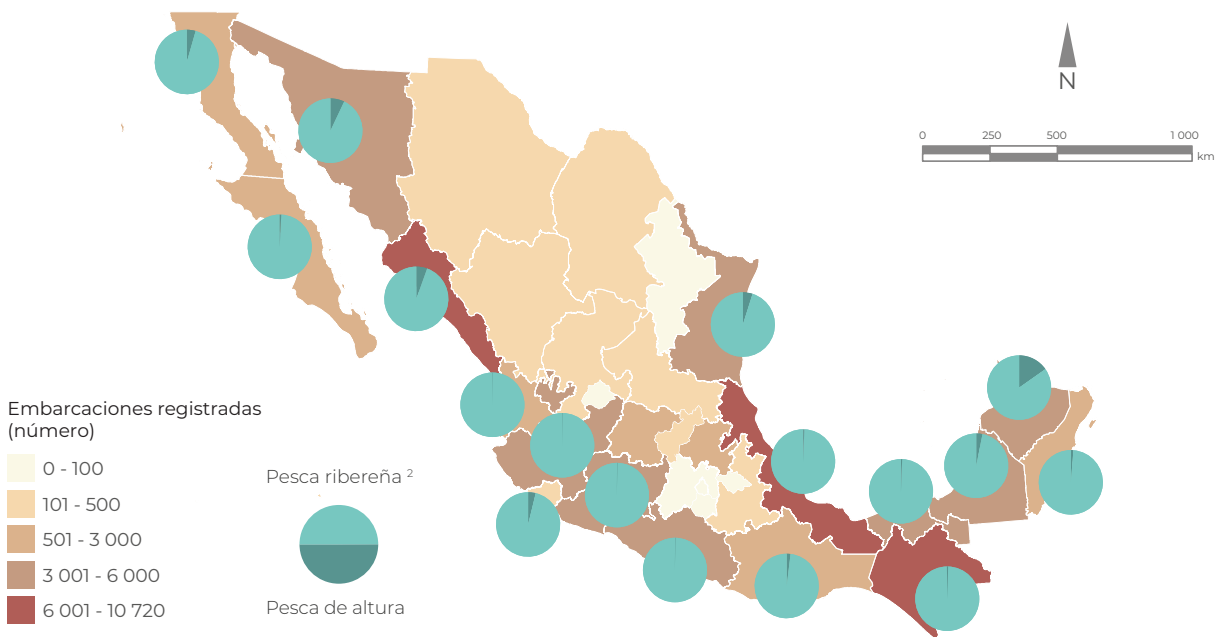 N
0 250 500 1 000
km
Embarcaciones registradas
(número)
0 - 100
101 - 500
501 - 3 000
3 001 - 6 000
6 001 - 10 720
Pesca ribereña ²
Pesca de altura